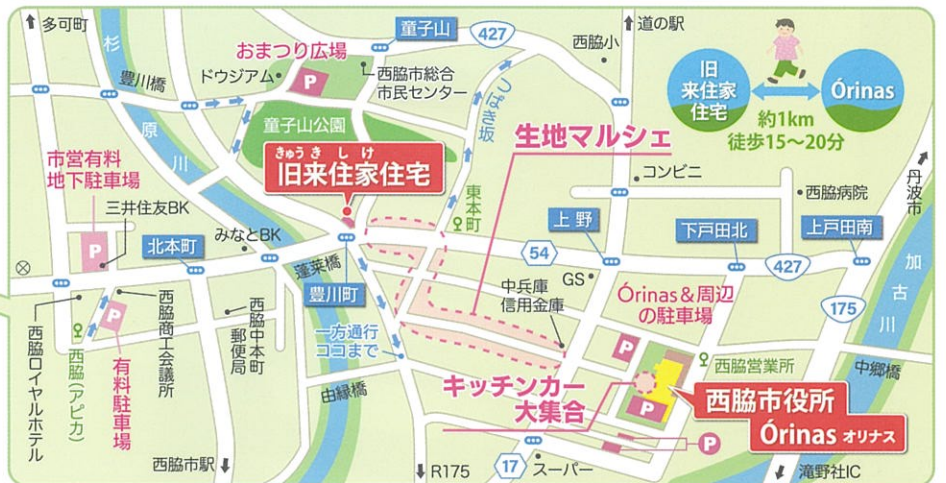 多可町
杉原川
豊川橋
おまつり広場
ドウジアム
P
童子山
427
西脇市総合
市民センター
童子山公園
つばき坂
西脇小
道の駅
旧
来住家
住宅
Órinas
約1km
徒歩15〜20分
生地マルシェ
きゅうきしけ
旧来住家住宅
市営有料
地下駐車場
三井住友BK
P
北本町
みなとBK
東本町
コンビニ
西脇病院
丹波市
上野
下戸田北
上戸田南
54
427
175
加古川
蓬莱橋
豊川町
中兵庫
信用金庫
GS
Órinas&周辺
の駐車場
一方通行
ココまで
由緑橋
西脇ロイヤルホテル
西脇(アピカ)
P
有料駐車場
西脇商工会議所
西脇中本町
郵便局
キッチンカー
大集合
P
P
P
西脇営業所
中郷橋
西脇市役所
Órinas オリナス
西脇市駅
R175
17
スーパー
滝野社IC